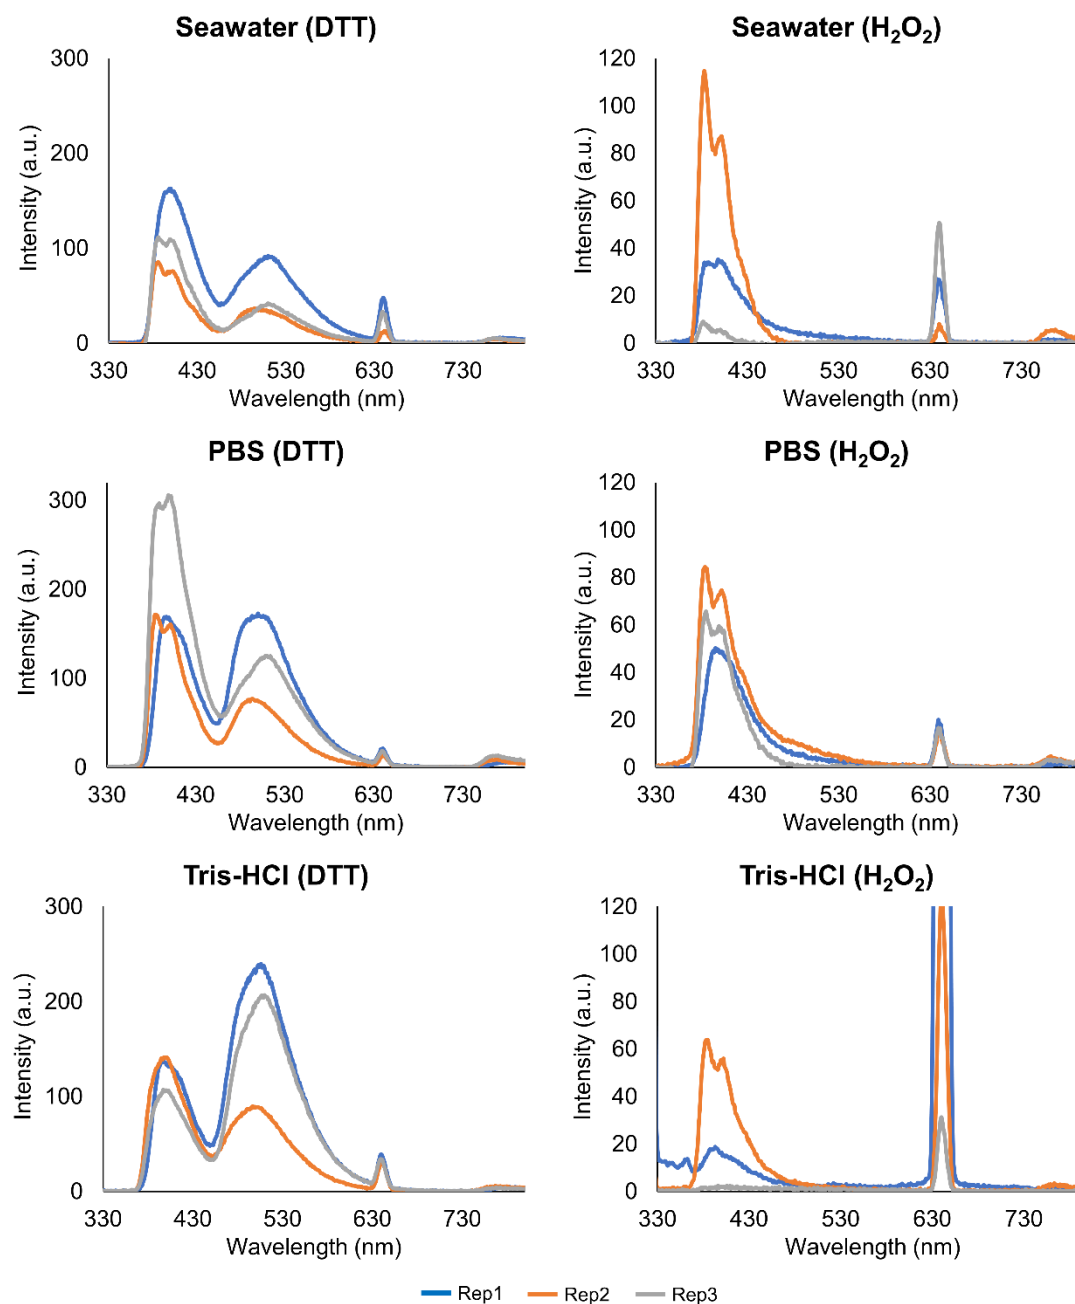 Seawater (DTT)
300
200
100
0
Intensity (a.u.)
330 430 530 630 730
Wavelength (nm)
Seawater (H₂O₂)
120
100
80
60
40
20
0
Intensity (a.u.)
330 430 530 630 730
Wavelength (nm)
PBS (DTT)
300
200
100
0
Intensity (a.u.)
330 430 530 630 730
Wavelength (nm)
PBS (H₂O₂)
120
100
80
60
40
20
0
Intensity (a.u.)
330 430 530 630 730
Wavelength (nm)
Tris-HCl (DTT)
300
200
100
0
Intensity (a.u.)
330 430 530 630 730
Wavelength (nm)
Tris-HCl (H₂O₂)
120
100
80
60
40
20
0
Intensity (a.u.)
330 430 530 630 730
Wavelength (nm)
Rep1 Rep2 Rep3